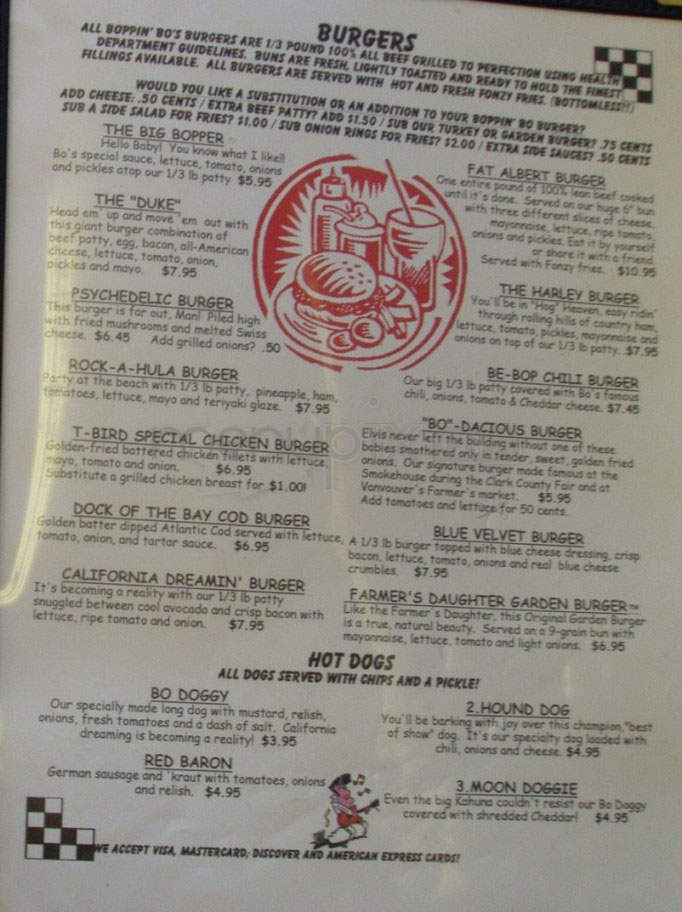 BURGERS
ALL BOPPIN' BO'S BURGERS ARE 1/3 POUND 100% ALL BEEF GRILLED TO PERFECTION USING HEALTH
DEPARTMENT GUIDELINES. BUNS ARE FRESH, LIGHTLY TOASTED AND READY TO HOLD THE FINEST
FILLINGS AVAILABLE. ALL BURGERS ARE SERVED WITH HOT AND FRESH FONZY FRIES. (BOTTOMLESS!!)
WOULD YOU LIKE A SUBSTITUTION OR AN ADDITION TO YOUR BOPPIN' BO BURGER?
ADD CHEESE: .50 CENTS / EXTRA BEEF PATTY? ADD $1.50 / SUB OUR TURKEY OR GARDEN BURGER? .75 CENTS
SUB A SIDE SALAD FOR FRIES? $1.00 / SUB ONION RINGS FOR FRIES? $2.00 / EXTRA SIDE SAUCES? .50 CENTS
THE BIG BOPPER
Hello Baby! You know what I like!!
Bo's special sauce, lettuce, tomato, onions
and pickles atop our 1/3 lb patty $5.95
THE "DUKE"
Head em' up and move 'em out with
this giant burger combination of
beef patty, egg, bacon, all-American
cheese, lettuce, tomato, onion,
pickles and mayo. $7.95
PSYCHEDELIC BURGER
This burger is far out, Man! Piled high
with fried mushrooms and melted Swiss
cheese. $6.45 Add grilled onions? .50
ROCK-A-HULA BURGER
Party at the beach with 1/3 lb patty, pineapple, ham,
tomatoes, lettuce, mayo and teriyaki glaze. $7.95
T-BIRD SPECIAL CHICKEN BURGER
Golden-fried battered chicken fillets with lettuce,
mayo, tomato and onion. $6.95
Substitute a grilled chicken breast for $1.00!
DOCK OF THE BAY COD BURGER
Golden batter dipped Atlantic Cod served with lettuce,
tomato, onion, and tartar sauce. $6.95
CALIFORNIA DREAMIN' BURGER
It's becoming a reality with our 1/3 lb patty
snuggled between cool avocado and crisp bacon with
lettuce, ripe tomato and onion. $7.95
FAT ALBERT BURGER
One entire pound of 100% lean beef cooked
until it's done. Served on our huge 6" bun
with three different slices of cheese,
mayonnaise, lettuce, ripe tomato,
onions and pickles. Eat it by yourself
or share it with a friend.
Served with Fonzy fries. $10.95
THE HARLEY BURGER
You'll be in "Hog" Heaven, easy ridin'
through rolling hills of country ham,
lettuce, tomato, pickles, mayonnaise and
onions on top of our 1/3 lb patty. $7.95
BE-BOP CHILI BURGER
Our big 1/3 lb patty covered with Bo's famous
chili, onions, tomato & Cheddar cheese. $7.45
"BO"-DACIOUS BURGER
Elvis never left the building without one of these
babies smothered only in tender, sweet, golden fried
onions. Our signature burger made famous at the
Smokehouse during the Clark County Fair and at
Vanvouver's Farmer's market. $5.95
Add tomatoes and lettuce for 50 cents.
BLUE VELVET BURGER
A 1/3 lb burger topped with blue cheese dressing, crisp
bacon, lettuce, tomato, onions and real blue cheese
crumbles. $7.95
FARMER'S DAUGHTER GARDEN BURGER™
Like the Farmer's Daughter, this Original Garden Burger
is a true, natural beauty. Served on a 9-grain bun with
mayonnaise, lettuce, tomato and light onions. $6.95
HOT DOGS
ALL DOGS SERVED WITH CHIPS AND A PICKLE!
BO DOGGY
Our specially made long dog with mustard, relish,
onions, fresh tomatoes and a dash of salt. California
dreaming is becoming a reality! $3.95
RED BARON
German sausage and 'kraut with tomatoes, onions
and relish. $4.95
2.HOUND DOG
You'll be barking with joy over this champion,"best
of show" dog. It's our specialty dog loaded with
chili, onions and cheese. $4.95
3.MOON DOGGIE
Even the big Kahuna couldn't resist our Bo Doggy
covered with shredded Cheddar! $4.95
WE ACCEPT VISA, MASTERCARD, DISCOVER AND AMERICAN EXPRESS CARDS!